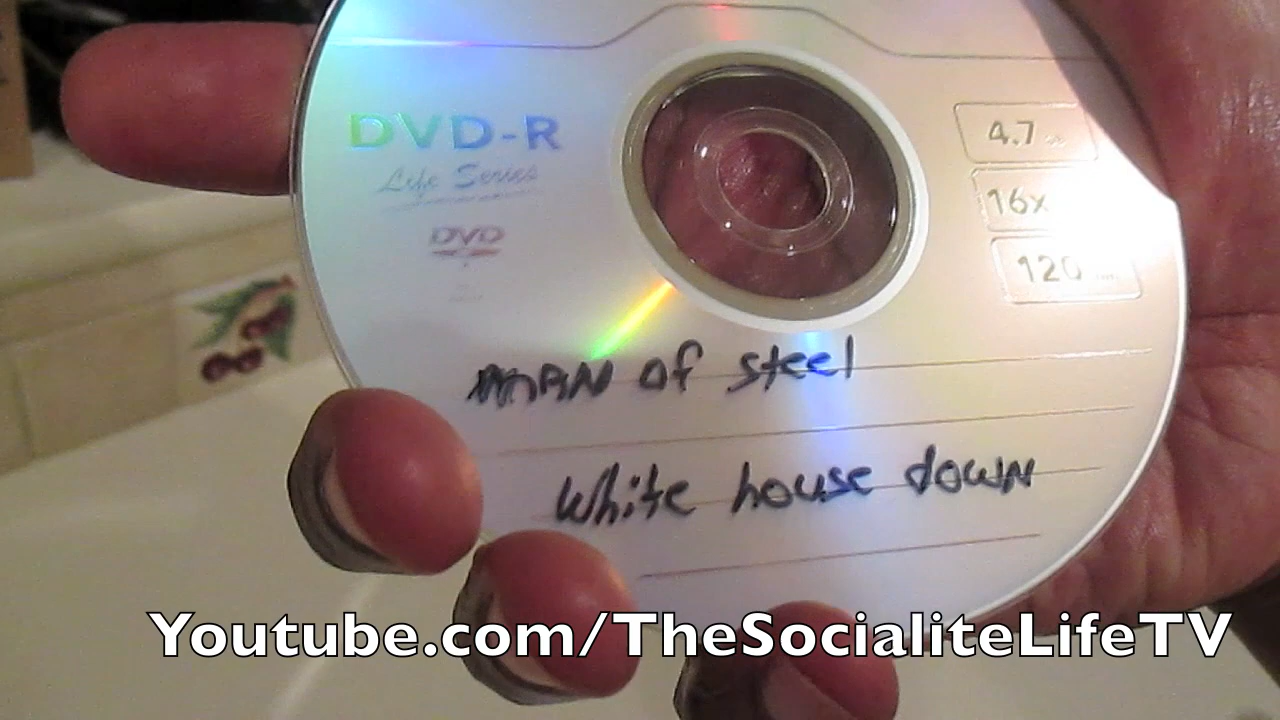 DVD-R
Life Series
DVD
4.7
16x
120
MAN of steel
White house down
Youtube.com/TheSocialiteLifeTV